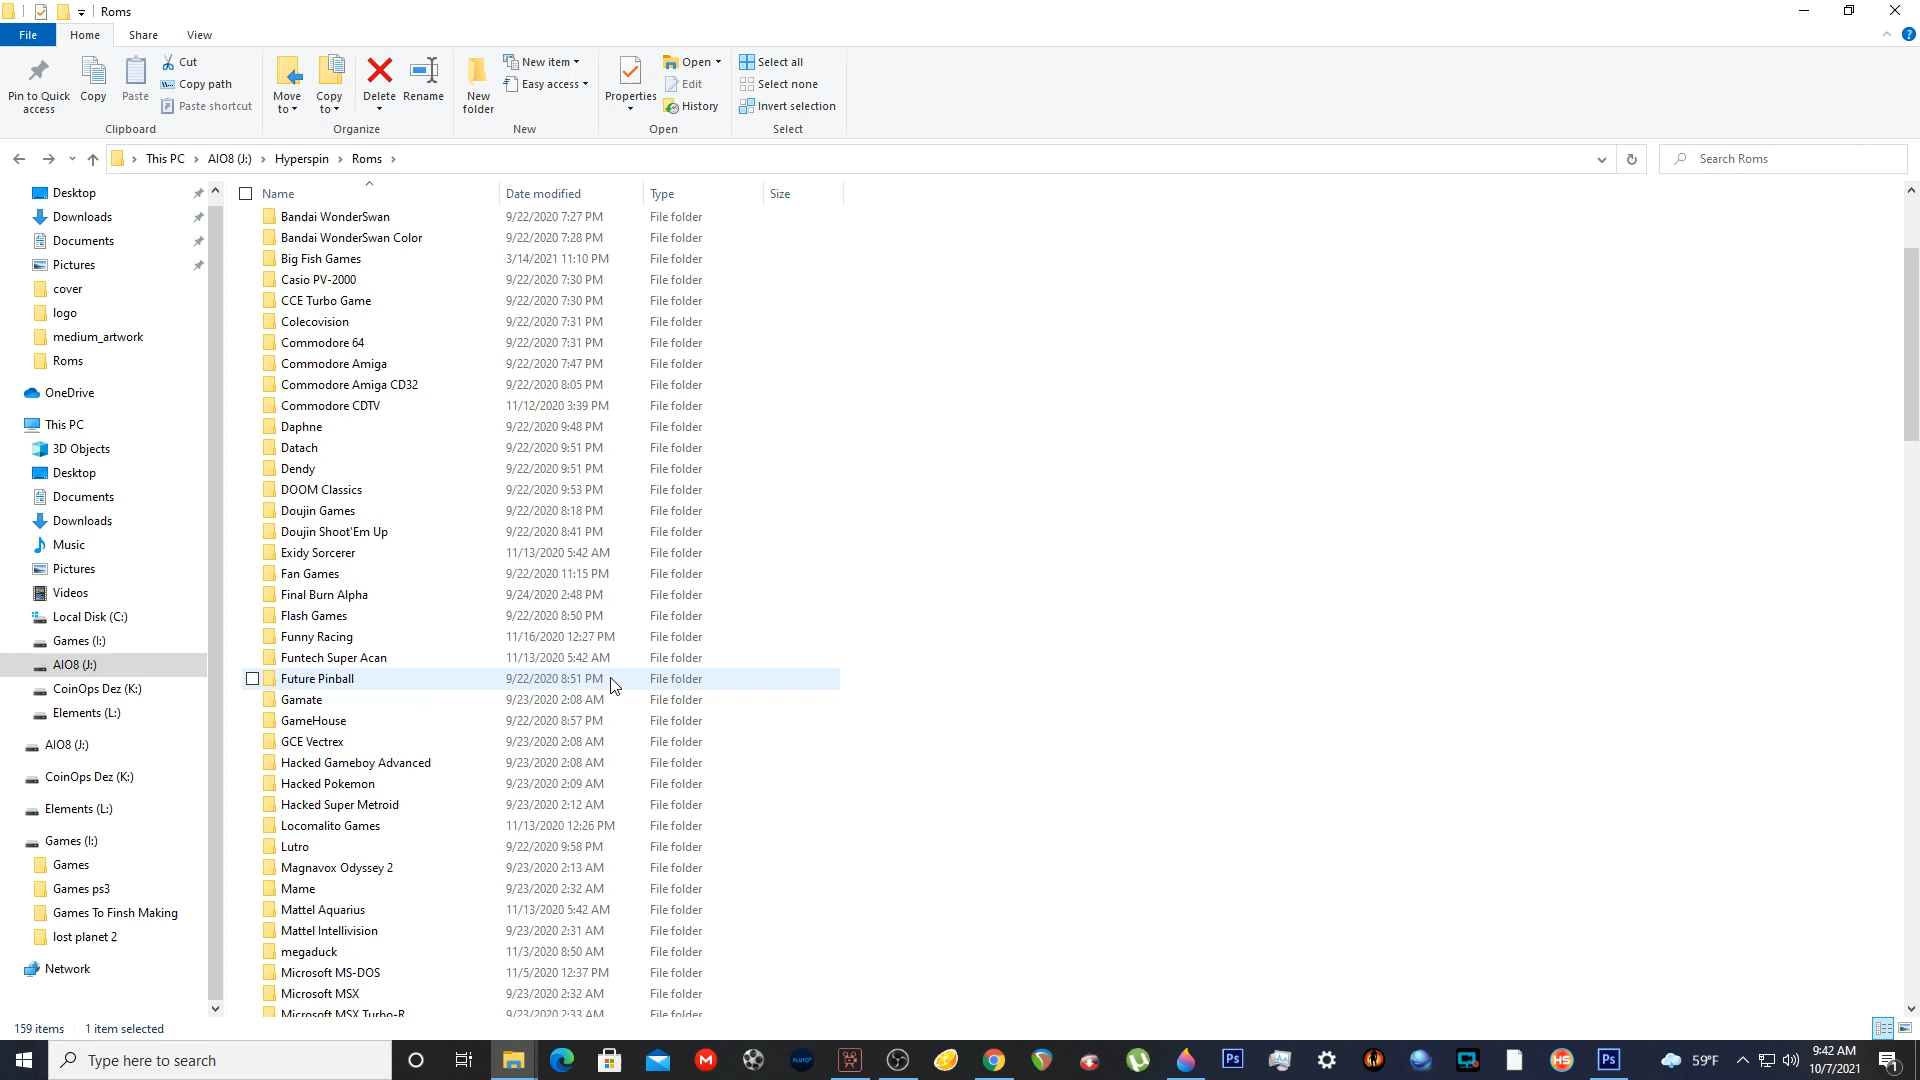 Roms
File Home Share View
Pin to Quick access
Copy
Paste
Cut
Copy path
Paste shortcut
Clipboard
Move to
Copy to
Delete
Rename
Organize
New folder
New item
Easy access
New
Properties
Open
Edit
History
Open
Select all
Select none
Invert selection
Select
This PC › AIO8 (J:) › Hyperspin › Roms ›
Search Roms
Desktop
Downloads
Documents
Pictures
cover
logo
medium_artwork
Roms
OneDrive
This PC
3D Objects
Desktop
Documents
Downloads
Music
Pictures
Videos
Local Disk (C:)
Games (I:)
AIO8 (J:)
CoinOps Dez (K:)
Elements (L:)
AIO8 (J:)
CoinOps Dez (K:)
Elements (L:)
Games (I:)
Games
Games ps3
Games To Finsh Making
lost planet 2
Network
Name Date modified Type Size
Bandai WonderSwan 9/22/2020 7:27 PM File folder
Bandai WonderSwan Color 9/22/2020 7:28 PM File folder
Big Fish Games 3/14/2021 11:10 PM File folder
Casio PV-2000 9/22/2020 7:30 PM File folder
CCE Turbo Game 9/22/2020 7:30 PM File folder
Colecovision 9/22/2020 7:31 PM File folder
Commodore 64 9/22/2020 7:31 PM File folder
Commodore Amiga 9/22/2020 7:47 PM File folder
Commodore Amiga CD32 9/22/2020 8:05 PM File folder
Commodore CDTV 11/12/2020 3:39 PM File folder
Daphne 9/22/2020 9:48 PM File folder
Datach 9/22/2020 9:51 PM File folder
Dendy 9/22/2020 9:51 PM File folder
DOOM Classics 9/22/2020 9:53 PM File folder
Doujin Games 9/22/2020 8:18 PM File folder
Doujin Shoot'Em Up 9/22/2020 8:41 PM File folder
Exidy Sorcerer 11/13/2020 5:42 AM File folder
Fan Games 9/22/2020 11:15 PM File folder
Final Burn Alpha 9/24/2020 2:48 PM File folder
Flash Games 9/22/2020 8:50 PM File folder
Funny Racing 11/16/2020 12:27 PM File folder
Funtech Super Acan 11/13/2020 5:42 AM File folder
Future Pinball 9/22/2020 8:51 PM File folder
Gamate 9/23/2020 2:08 AM File folder
GameHouse 9/22/2020 8:57 PM File folder
GCE Vectrex 9/23/2020 2:08 AM File folder
Hacked Gameboy Advanced 9/23/2020 2:08 AM File folder
Hacked Pokemon 9/23/2020 2:09 AM File folder
Hacked Super Metroid 9/23/2020 2:12 AM File folder
Locomalito Games 11/13/2020 12:26 PM File folder
Lutro 9/22/2020 9:58 PM File folder
Magnavox Odyssey 2 9/23/2020 2:13 AM File folder
Mame 9/23/2020 2:32 AM File folder
Mattel Aquarius 11/13/2020 5:42 AM File folder
Mattel Intellivision 9/23/2020 2:31 AM File folder
megaduck 11/3/2020 8:50 AM File folder
Microsoft MS-DOS 11/5/2020 12:37 PM File folder
Microsoft MSX 9/23/2020 2:32 AM File folder
Microsoft MSX Turbo-R 9/23/2020 2:33 AM File folder
159 items 1 item selected
Type here to search
Ps
HS
Ps
59°F
9:42 AM
10/7/2021
1